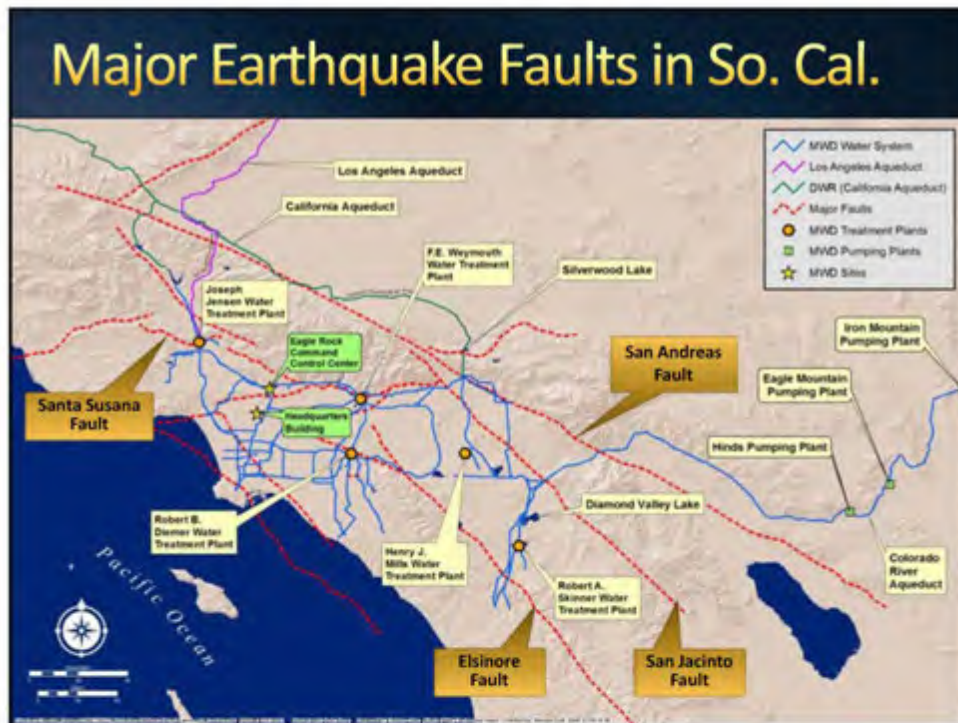 Major Earthquake Faults in So. Cal.
MWD Water System
Los Angeles Aqueduct
DWR (California Aqueduct)
Major Faults
MWD Treatment Plants
MWD Pumping Plants
MWD Sites
Los Angeles Aqueduct
California Aqueduct
F.E. Weymouth
Water Treatment
Plant
Silverwood Lake
Joseph
Jensen Water
Treatment Plant
Eagle Rock
Command
Control Center
Iron Mountain
Pumping Plant
San Andreas
Fault
Eagle Mountain
Pumping Plant
Santa Susana
Fault
Headquarters
Building
Hinds Pumping Plant
Diamond Valley Lake
Robert B.
Diemer Water
Treatment Plant
Henry J.
Mills Water
Treatment Plant
Robert A.
Skinner Water
Treatment Plant
Colorado
River
Aqueduct
Pacific Ocean
Elsinore
Fault
San Jacinto
Fault